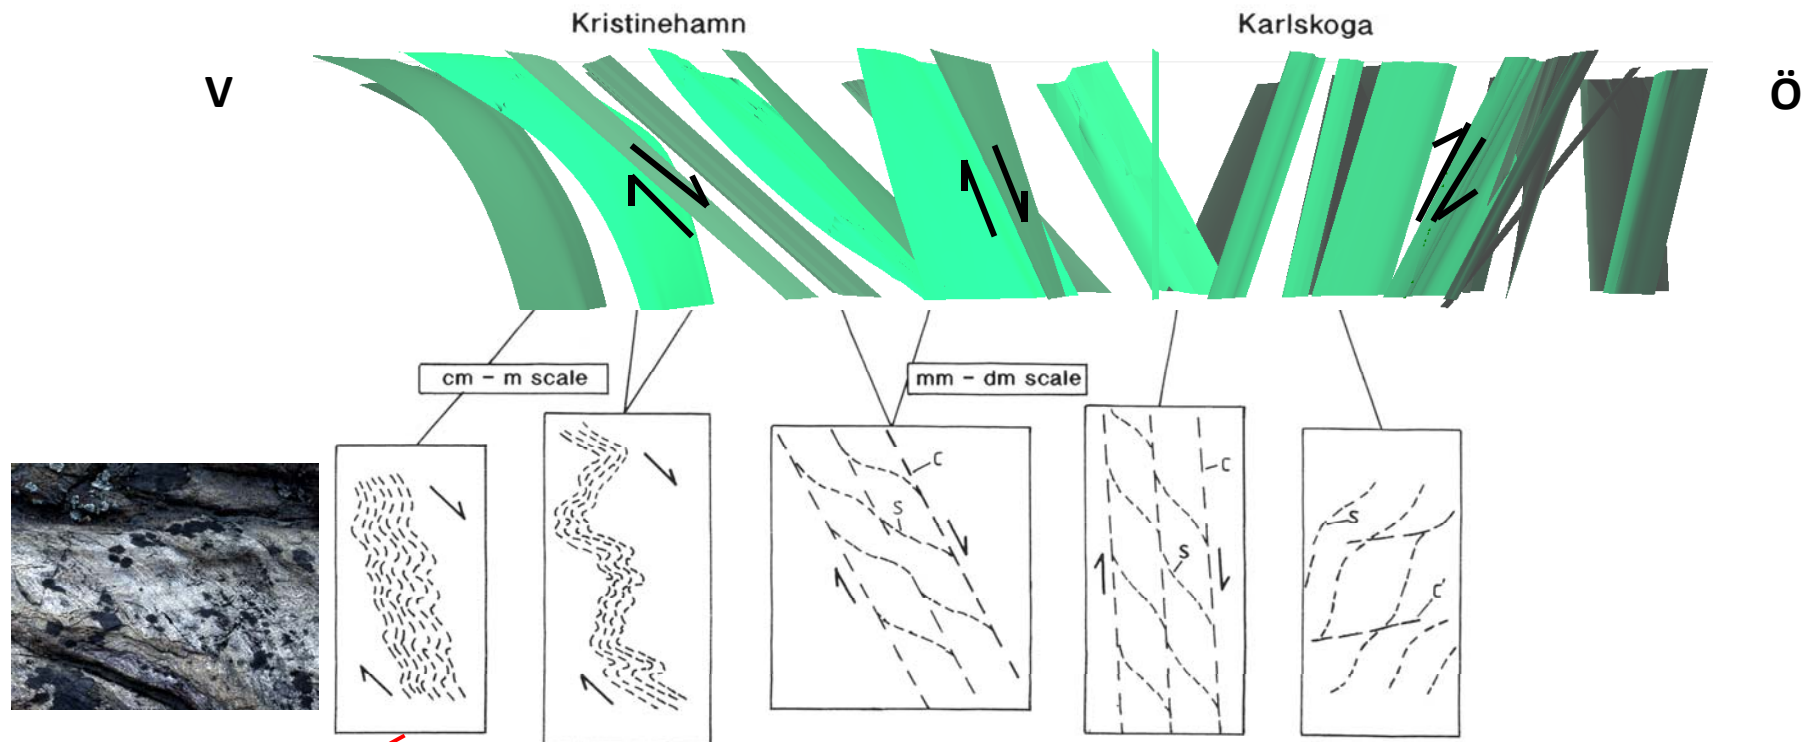 Kristinehamn
Karlskoga
V
Ö
cm - m scale
mm - dm scale
C
S
C
S
S
C'